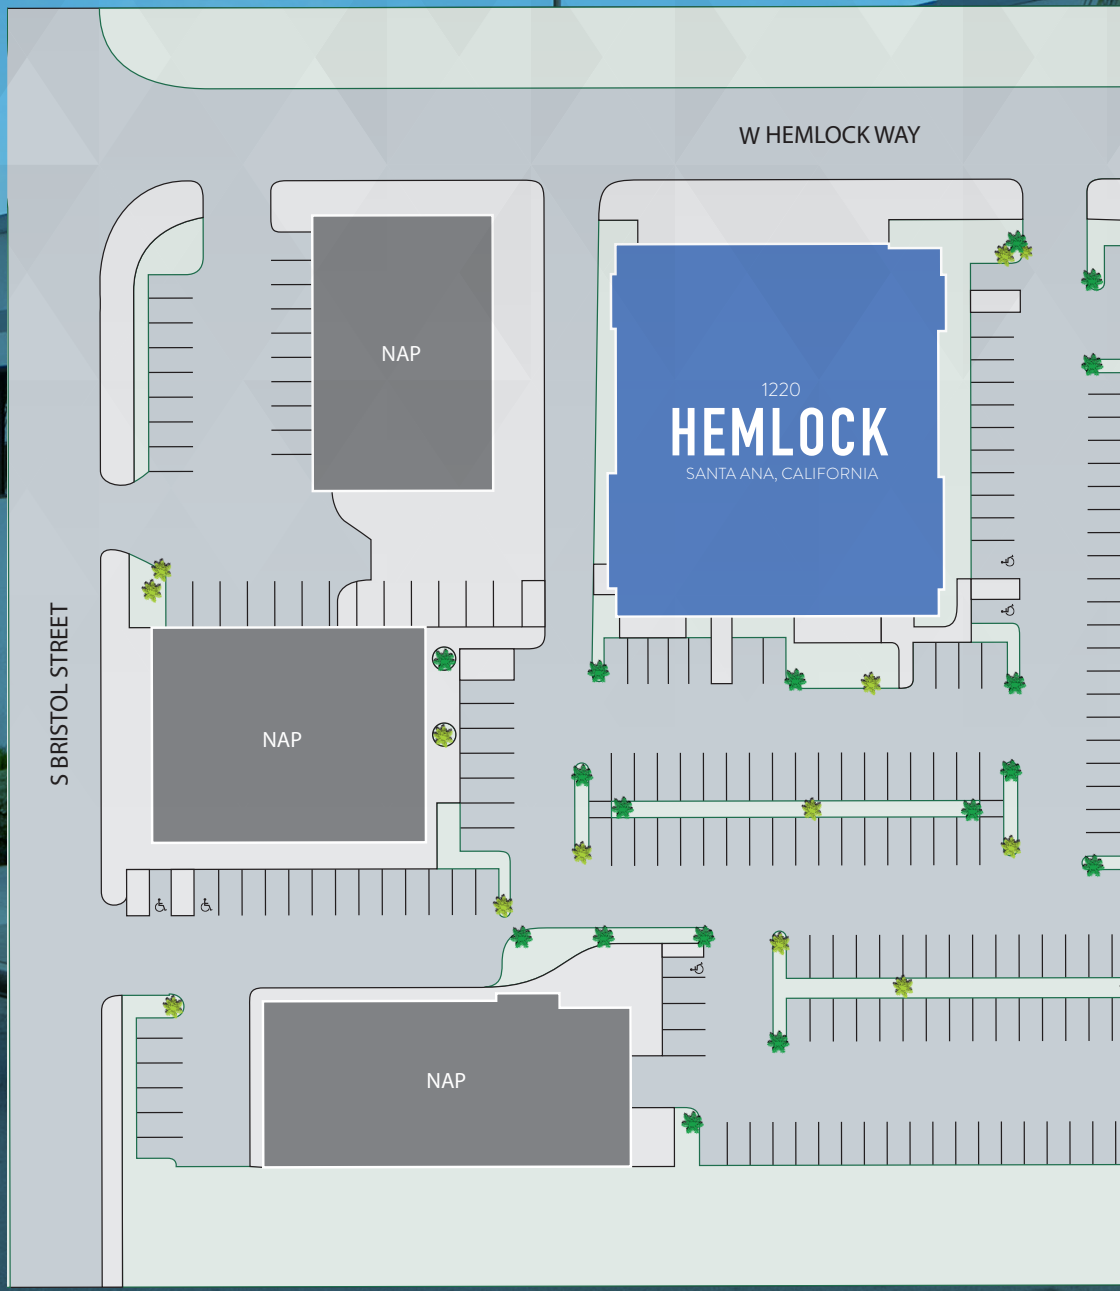 W HEMLOCK WAY
NAP
1220
HEMLOCK
SANTA ANA, CALIFORNIA
S BRISTOL STREET
NAP
NAP